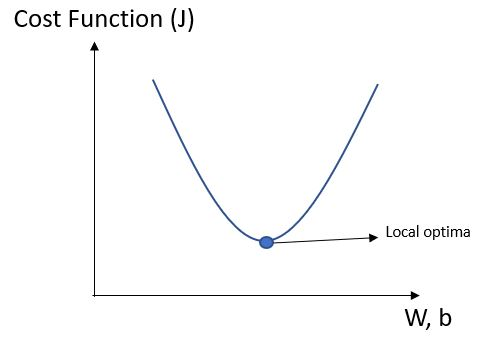 Cost Function (J)
Local optima
W, b